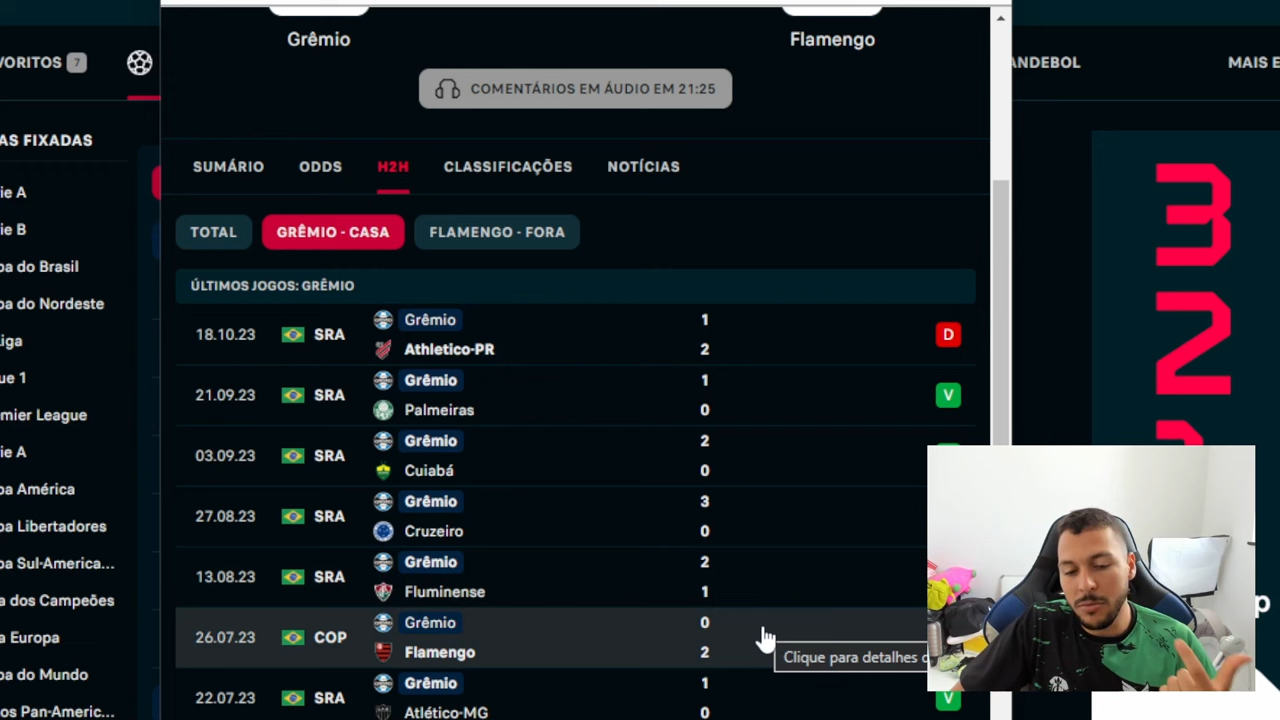 Grêmio
Flamengo
VORITOS 7
ANDEBOL
MAIS E
COMENTÁRIOS EM ÁUDIO EM 21:25
AS FIXADAS
SUMÁRIO ODDS H2H CLASSIFICAÇÕES NOTÍCIAS
ie A
ie B
pa do Brasil
pa do Nordeste
Liga
ue 1
mier League
ie A
pa América
pa Libertadores
pa Sul-America...
a dos Campeões
a Europa
pa do Mundo
os Pan-Americ...
TOTAL GRÊMIO - CASA FLAMENGO - FORA
ÚLTIMOS JOGOS: GRÊMIO
18.10.23 SRA Grêmio 1 D
Athletico-PR 2
21.09.23 SRA Grêmio 1 V
Palmeiras 0
03.09.23 SRA Grêmio 2
Cuiabá 0
27.08.23 SRA Grêmio 3
Cruzeiro 0
13.08.23 SRA Grêmio 2
Fluminense 1
26.07.23 COP Grêmio 0
Flamengo 2
Clique para detalhes d
22.07.23 SRA Grêmio 1 V
Atlético-MG 0